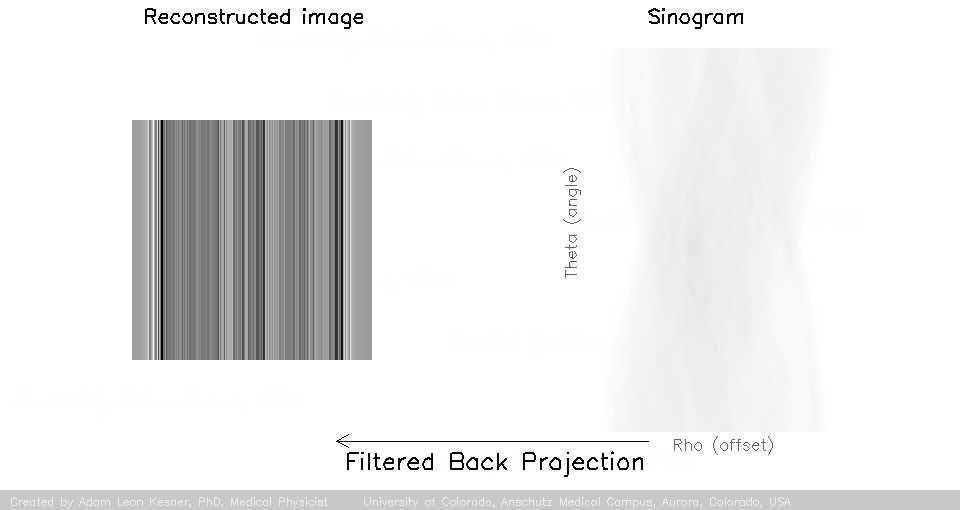 Reconstructed image
Sinogram
Theta (angle)
Rho (offset)
Filtered Back Projection
Created by Adam Leon Kesner, PhD, Medical Physicist University of Colorado, Anschutz Medical Campus, Aurora, Colorado, USA